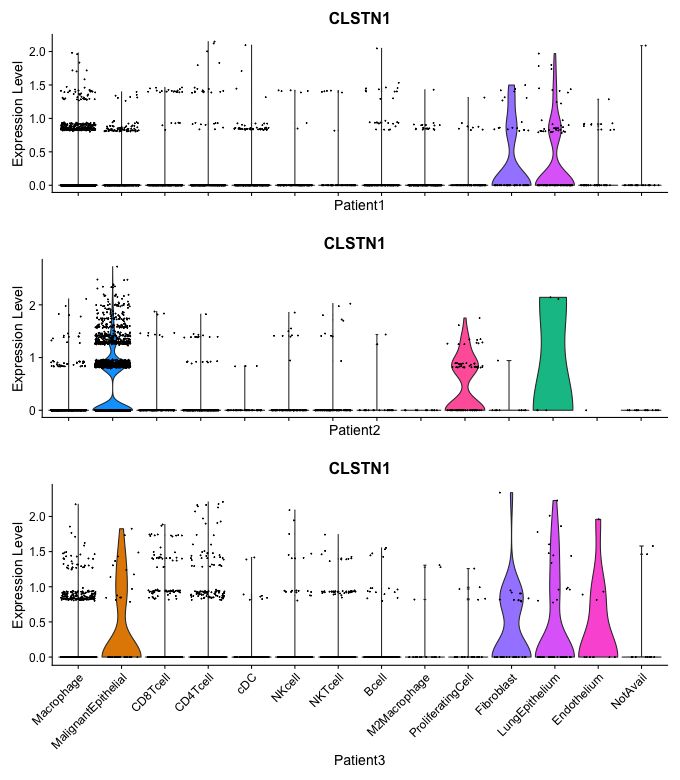 CLSTN1
Expression Level
2.0
1.5
1.0
0.5
0.0
Patient1
CLSTN1
Expression Level
2
1
0
Patient2
CLSTN1
Expression Level
2.0
1.5
1.0
0.5
0.0
Macrophage
MalignantEpithelial
CD8Tcell
CD4Tcell
cDC
NKcell
NKTcell
Bcell
M2Macrophage
ProliferatingCell
Fibroblast
LungEpithelium
Endothelium
NotAvail
Patient3